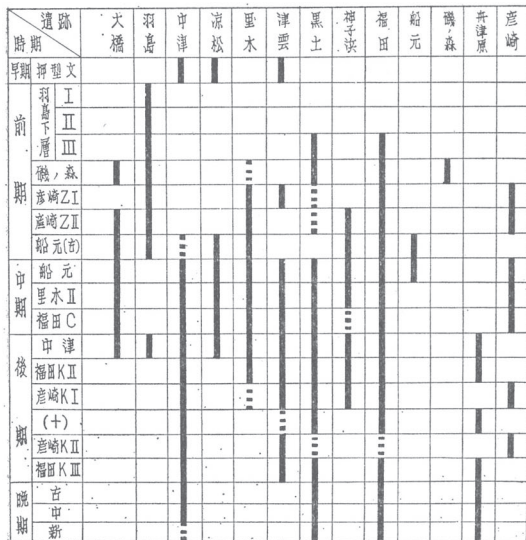 遺跡
時期
大橋 羽島 中津 涼松 里木 津雲 黒土 神子浜 福田 船元 磯ノ森 舟津原 彦崎
早期 押型文
前期 羽島下層 I
II
III
磯ノ森
彦崎ZI
彦崎ZII
船元(古)
中期 船元
里木II
福田C
後期 中津
福田KII
彦崎KI
(+)
彦崎KII
福田KIII
晩期 古
中
新